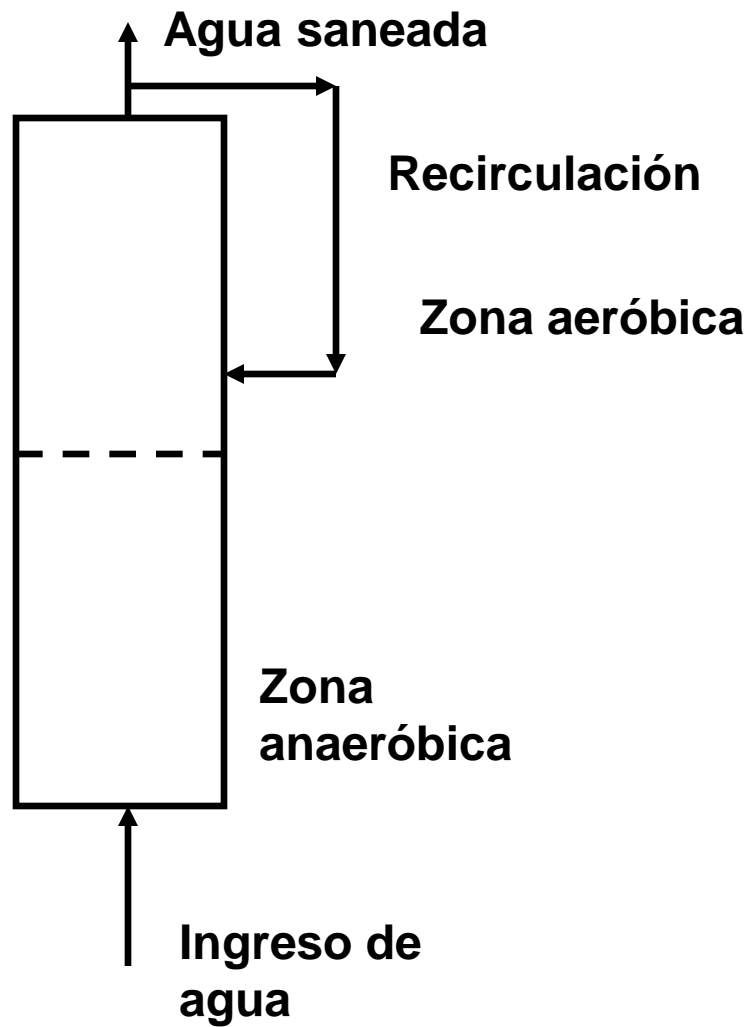 Agua saneada
Recirculación
Zona aeróbica
Zona
anaeróbica
Ingreso de
agua